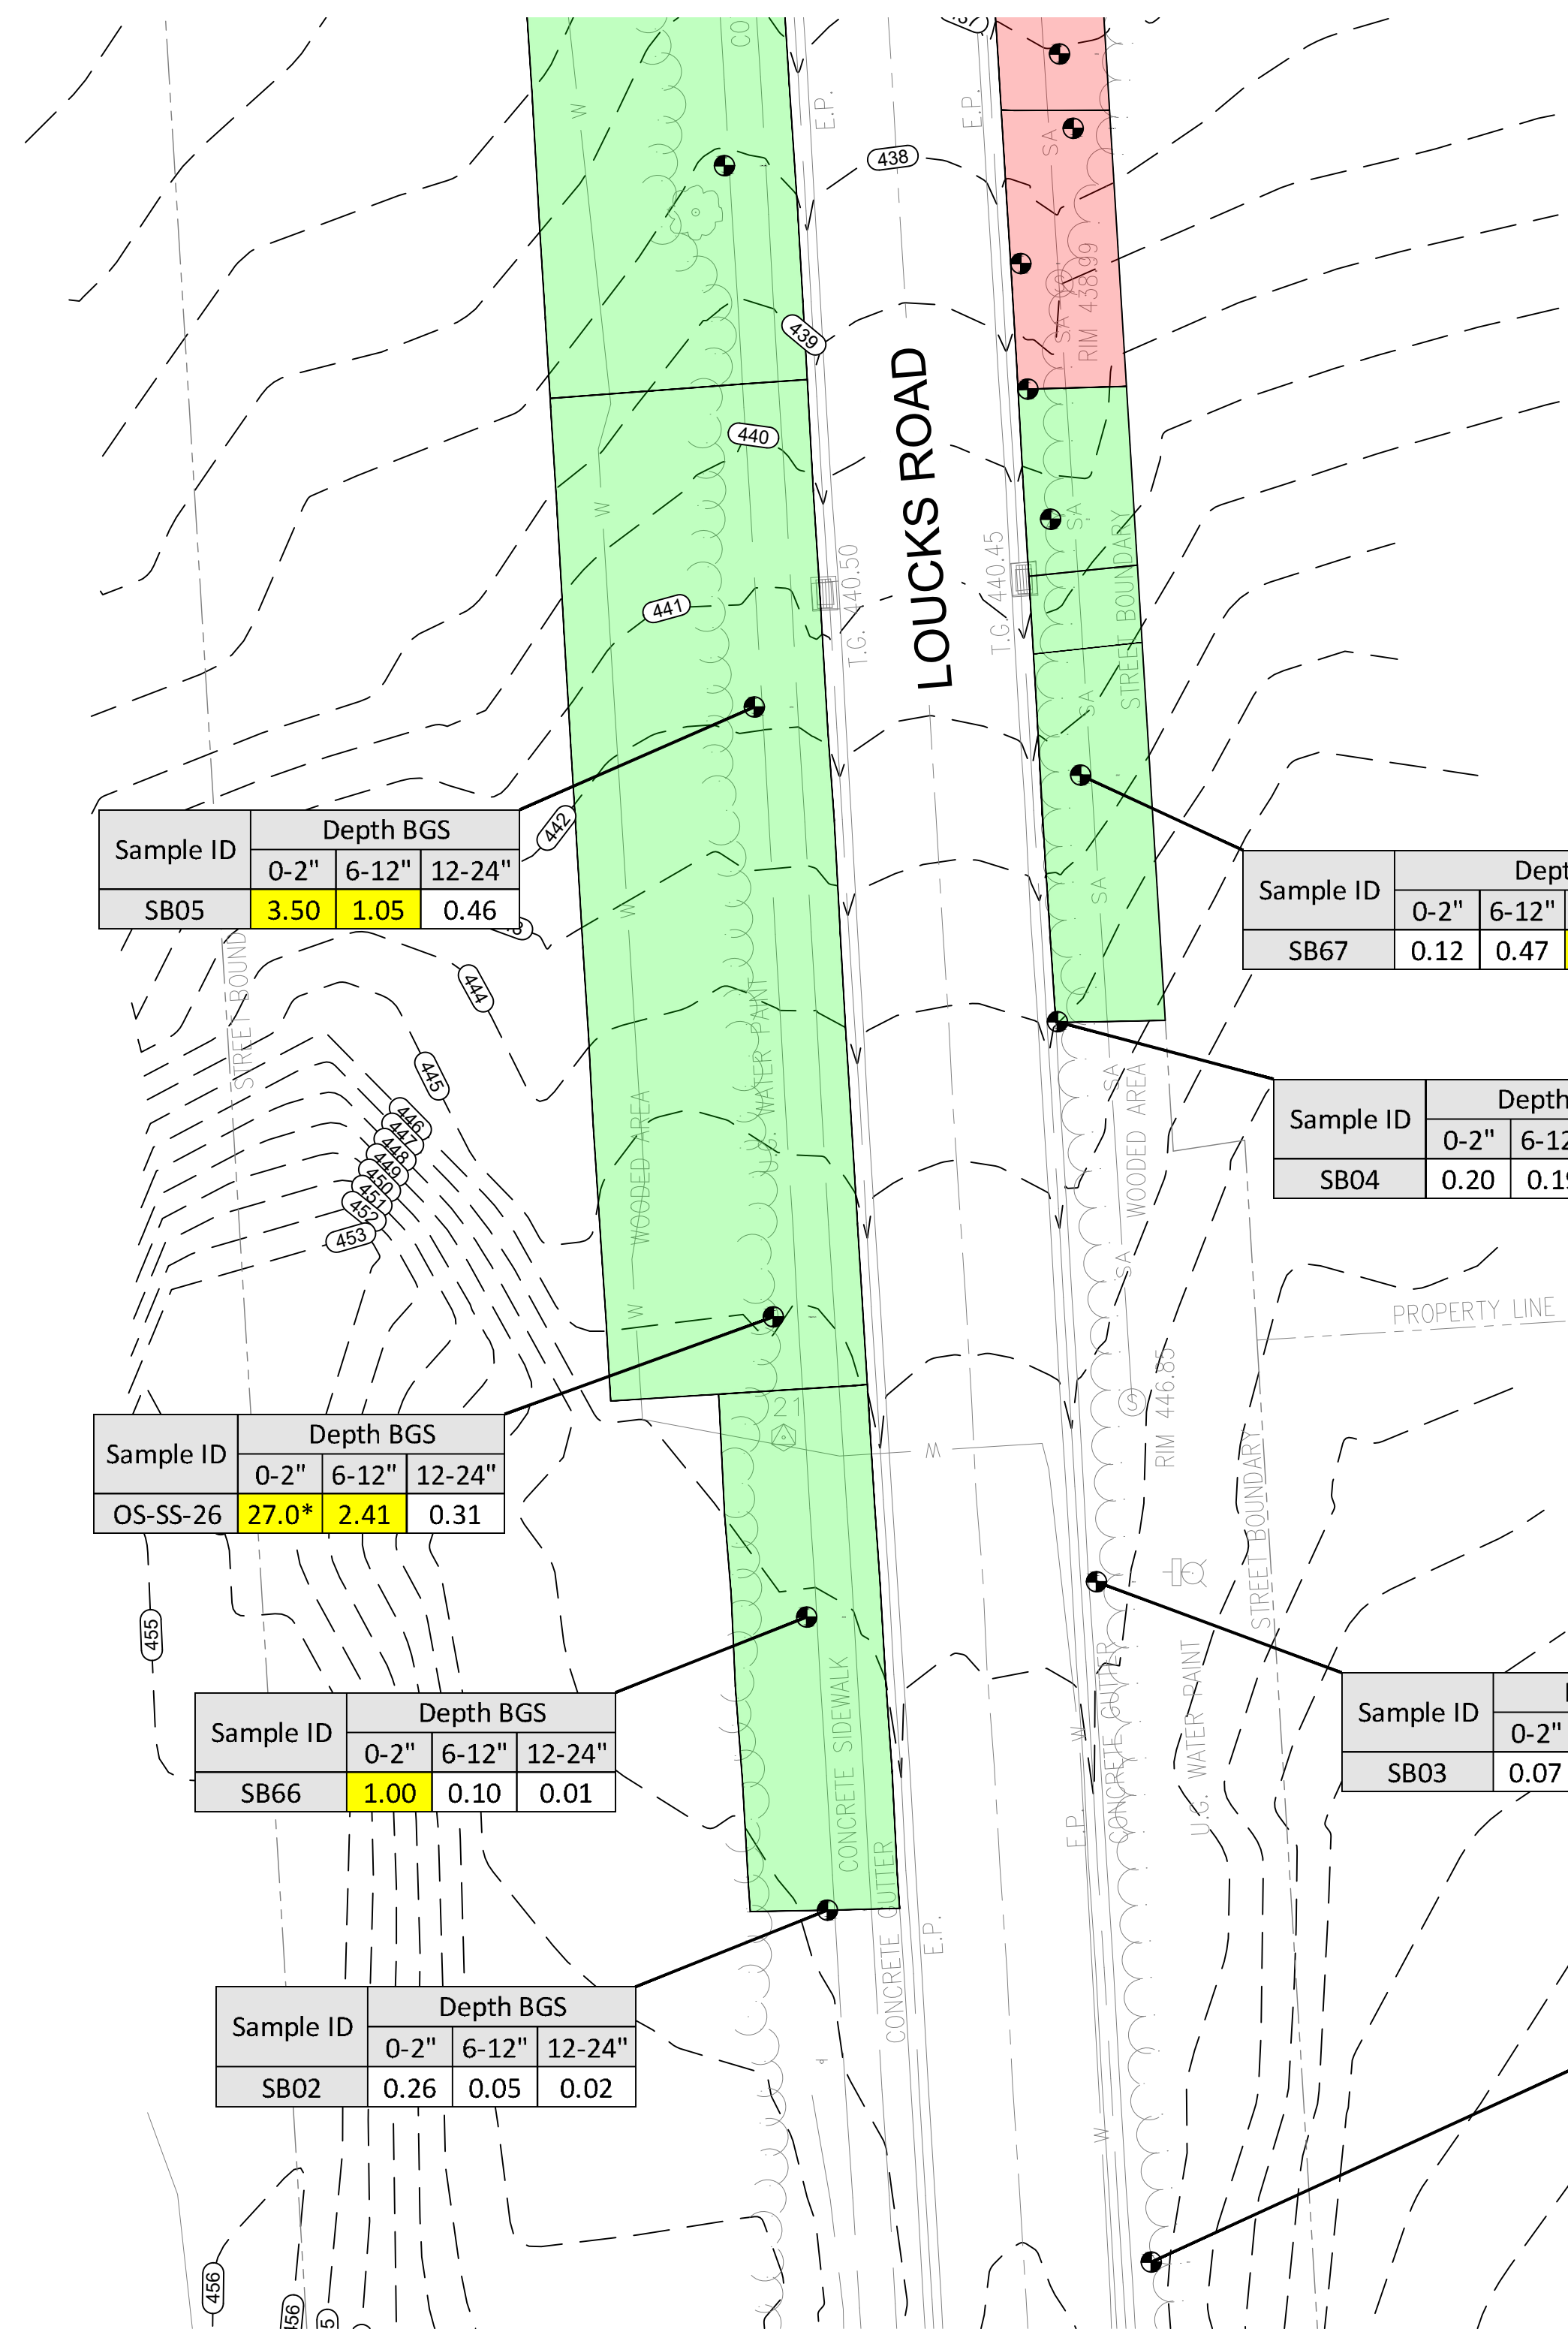 CO
E.P.
E.P.
438
SA
RIM 438.99
SA
W
439
440
LOUCKS ROAD
W
SA
STREET BOUNDARY
441
T.G. 440.50
T.G. 440.45
SA
442
Sample ID
Depth BGS
0-2"
6-12"
12-24"
SB05
3.50
1.05
0.46
W
SA
Sample ID
0-2"
6-12"
SB67
0.12
0.47
STREET BOUND
444
U.G. WATER PAINT
445
446
447
448
449
450
451
452
453
WOODED AREA
SA
WOODED AREA
Sample ID
Depth
0-2"
SB04
0.20
W
SA
PROPERTY LINE
RIM 446.85
S
21
Sample ID
Depth BGS
0-2"
6-12"
12-24"
OS-SS-26
27.0*
2.41
0.31
W
STREET BOUNDARY
455
Sample ID
Depth BGS
0-2"
6-12"
12-24"
SB66
1.00
0.10
0.01
CONCRETE SIDEWALK
W
E.P.
CONCRETE GUTTER
U.G. WATER PAINT
Sample ID
0-2"
SB03
0.07
CONCRETE GUTTER
E.P.
Sample ID
Depth BGS
0-2"
6-12"
12-24"
SB02
0.26
0.05
0.02
W
456
456